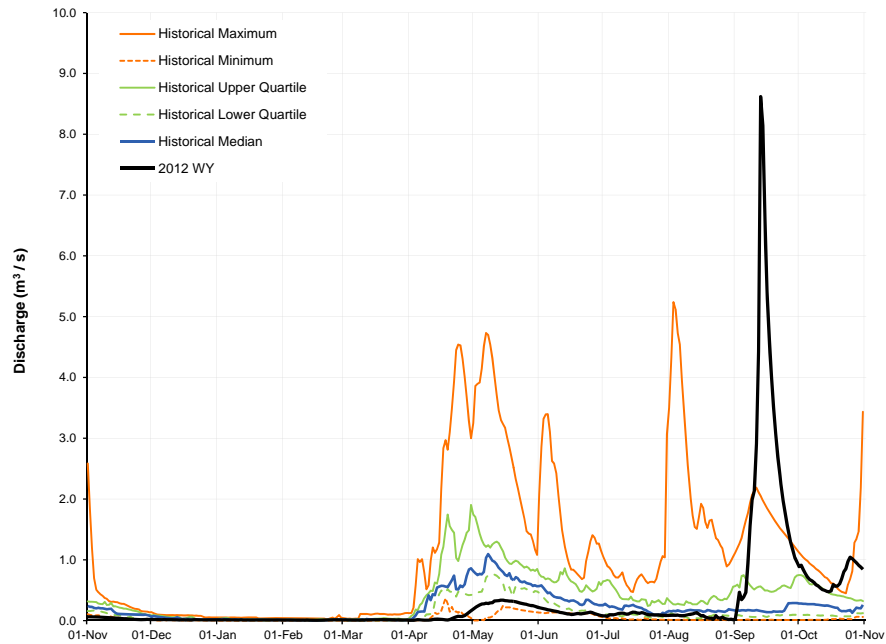 10.0
9.0
8.0
7.0
6.0
5.0
4.0
3.0
2.0
1.0
0.0
Discharge (m³ / s)
Historical Maximum
Historical Minimum
Historical Upper Quartile
Historical Lower Quartile
Historical Median
2012 WY
01-Nov 01-Dec 01-Jan 01-Feb 01-Mar 01-Apr 01-May 01-Jun 01-Jul 01-Aug 01-Sep 01-Oct 01-Nov